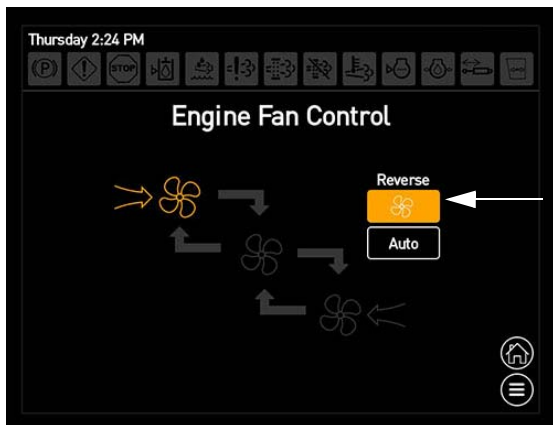 Thursday 2:24 PM
(P)
STOP
Engine Fan Control
Reverse
Auto